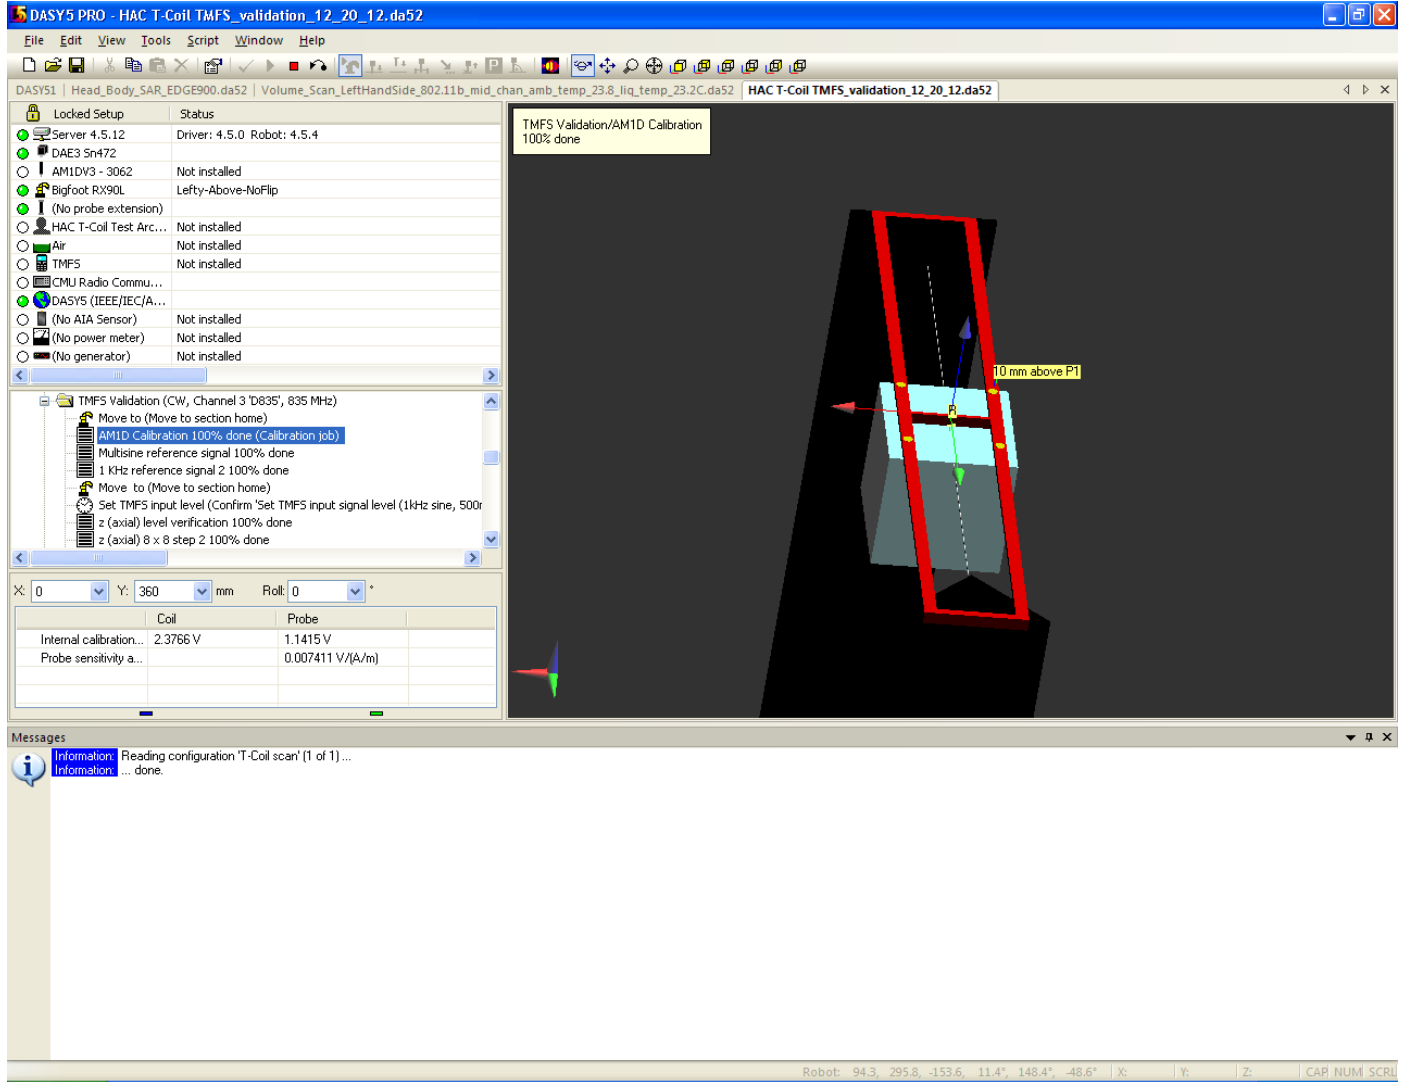 DASY5 PRO - HAC T-Coil TMFS_validation_12_20_12.da52
File Edit View Tools Script Window Help
DASY51 | Head_Body_SAR_EDGE900.da52 | Volume_Scan_LeftHandSide_802.11b_mid_chan_amb_temp_23.8_liq_temp_23.2C.da52 HAC T-Coil TMFS_validation_12_20_12.da52
Locked Setup Status
Server 4.5.12 Driver: 4.5.0 Robot: 4.5.4
DAE3 Sn472
AM1DV3 - 3062 Not installed
Bigfoot RX90L Lefty-Above-NoFlip
(No probe extension)
HAC T-Coil Test Arc... Not installed
Air Not installed
TMFS Not installed
CMU Radio Commu...
DASY5 (IEEE/IEC/A...
(No AIA Sensor) Not installed
(No power meter) Not installed
(No generator) Not installed
TMFS Validation (CW, Channel 3 'D835', 835 MHz)
Move to (Move to section home)
AM1D Calibration 100% done (Calibration job)
Multisine reference signal 100% done
1 KHz reference signal 2 100% done
Move to (Move to section home)
Set TMFS input level (Confirm 'Set TMFS input signal level (1kHz sine, 500r
z (axial) level verification 100% done
z (axial) 8 x 8 step 2 100% done
X: 0 Y: 360 mm Roll: 0 °
Coil Probe
Internal calibration... 2.3766 V 1.1415 V
Probe sensitivity a... 0.007411 V/(A/m)
TMFS Validation/AM1D Calibration
100% done
10 mm above P1
R
Messages
Information: Reading configuration 'T-Coil scan' (1 of 1) ...
Information: ... done.
Robot: 94.3, 295.8, -153.6, 11.4°, 148.4°, -48.6° X: Y: Z: CAP NUM SCRL